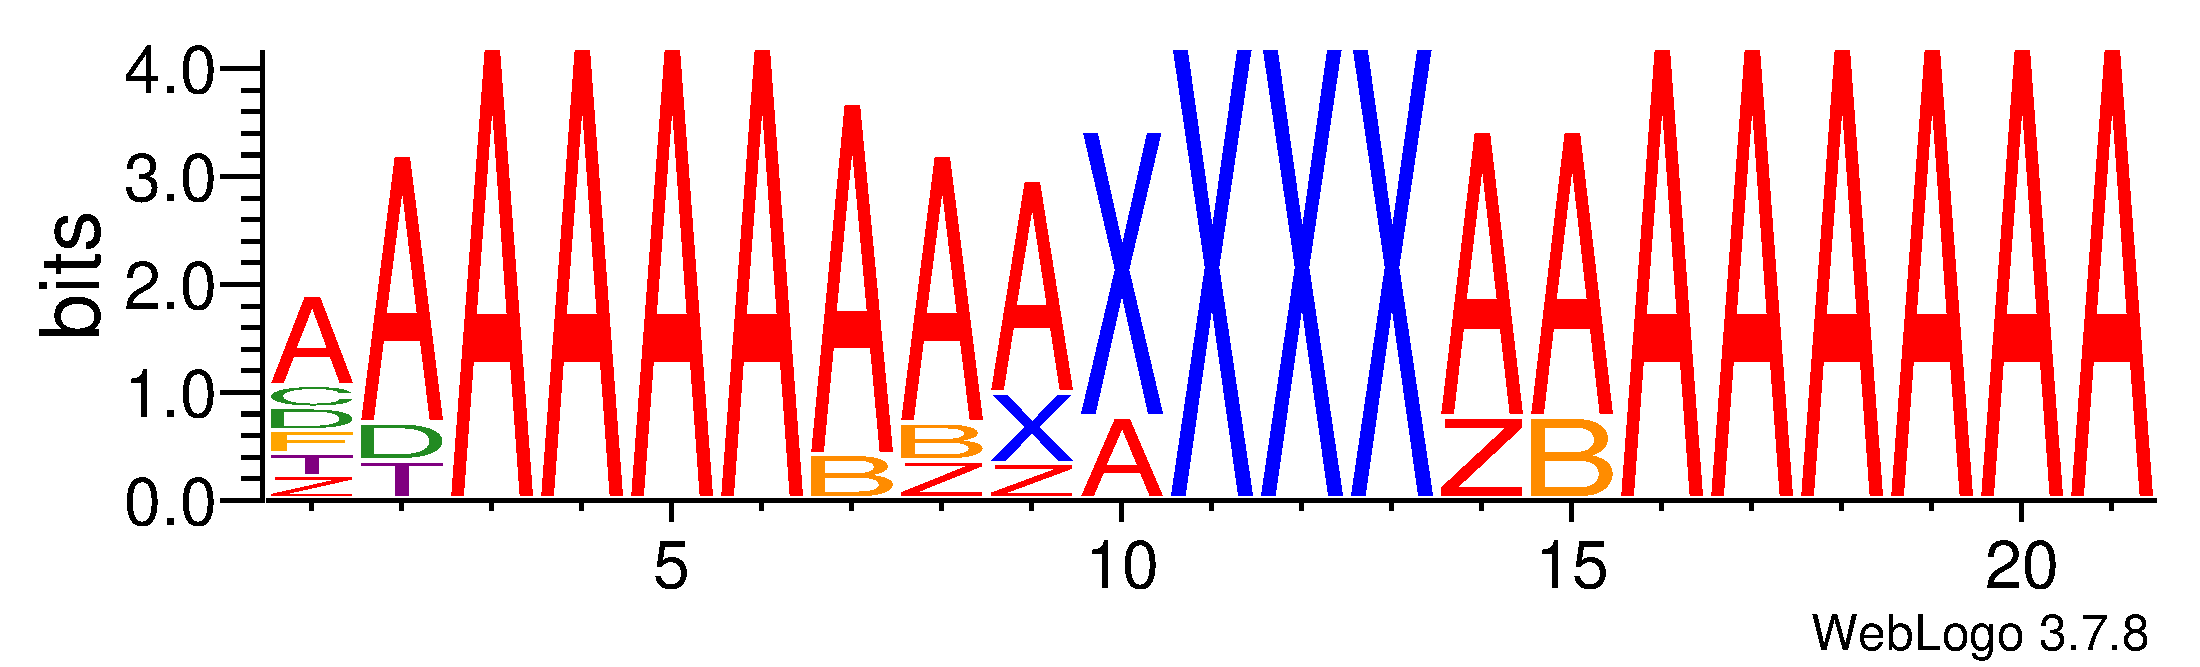 bits
4.0
3.0
2.0
1.0
0.0
A C D F T Z
A D T
A
A
A
A
A B
A B Z
A X Z
X A
X
X
X
A Z
A B
A
A
A
A
A
A
5 10 15 20
WebLogo 3.7.8